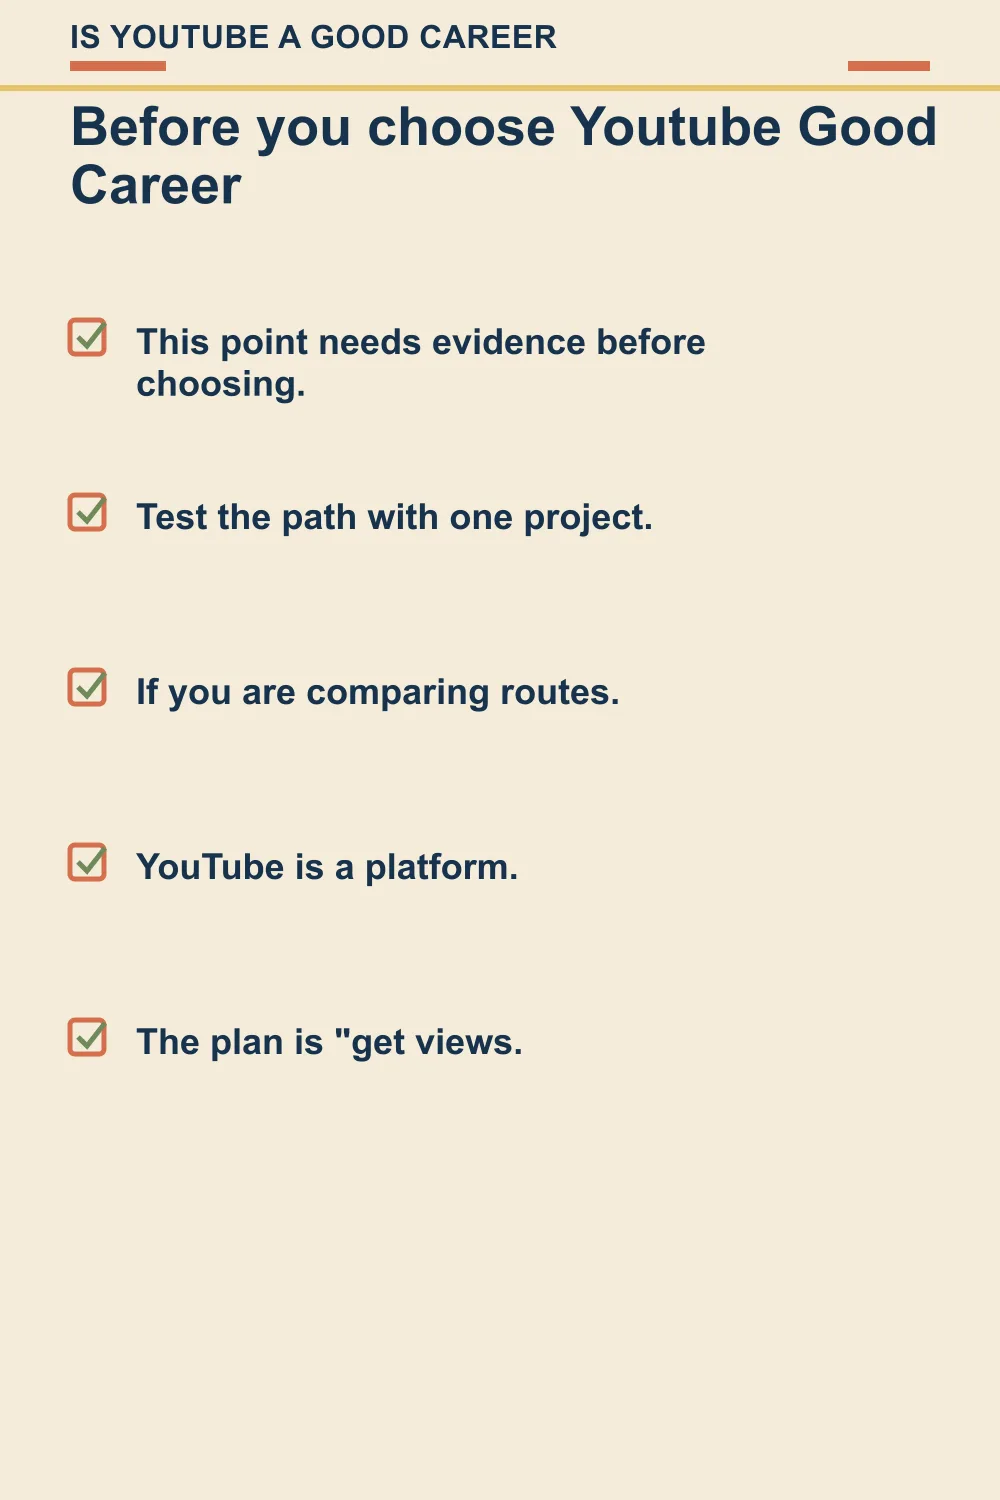 IS YOUTUBE A GOOD CAREER
Before you choose Youtube Good
Career
This point needs evidence before
choosing.
Test the path with one project.
If you are comparing routes.
YouTube is a platform.
The plan is "get views.